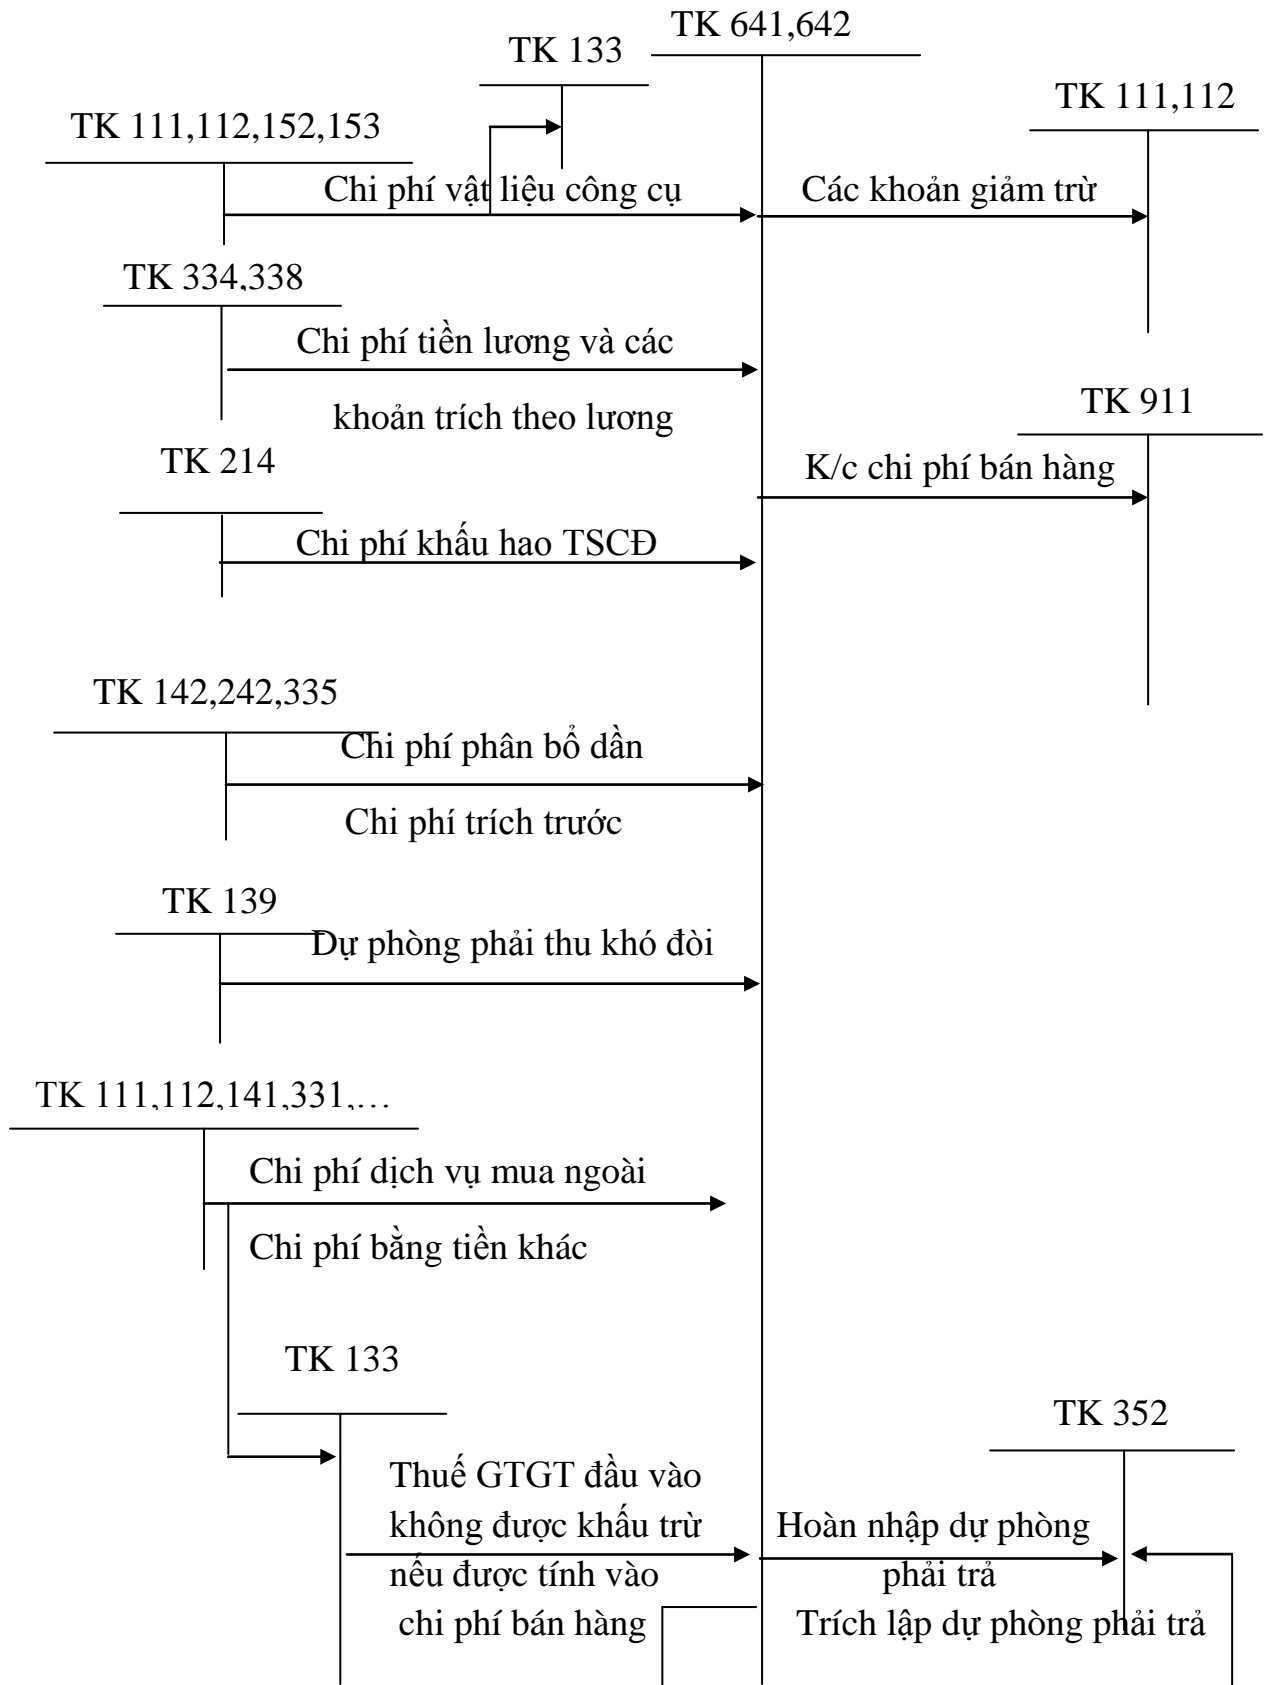 TK 641,642
TK 133
TK 111,112
TK 111,112,152,153
Chi phí vật liệu công cụ
Các khoản giảm trừ
TK 334,338
Chi phí tiền lương và các
khoản trích theo lương
TK 911
TK 214
K/c chi phí bán hàng
Chi phí khấu hao TSCĐ
TK 142,242,335
Chi phí phân bổ dần
Chi phí trích trước
TK 139
Dự phòng phải thu khó đòi
TK 111,112,141,331,…
Chi phí dịch vụ mua ngoài
Chi phí bằng tiền khác
TK 133
TK 352
Thuế GTGT đầu vào
không được khấu trừ
nếu được tính vào
chi phí bán hàng
Hoàn nhập dự phòng
phải trả
Trích lập dự phòng phải trả